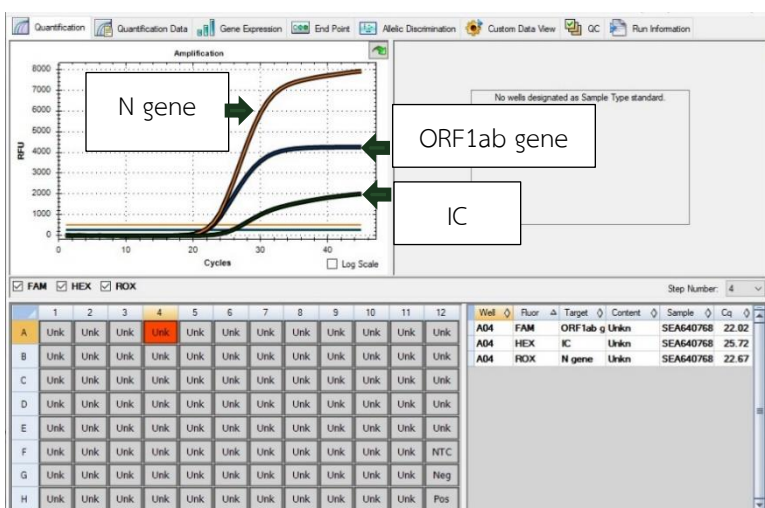 Quantification Quantification Data Gene Expression End Point Allelic Discrimination Custom Data View QC Run Information
Amplification
8000
7000
6000
5000
4000
3000
2000
1000
0
RFU
0 10 20 30 40
Cycles
Log Scale
N gene
ORF1ab gene
IC
No wells designated as Sample Type standard.
FAM HEX ROX
Step Number: 4
1 2 3 4 5 6 7 8 9 10 11 12
A Unk Unk Unk Unk Unk Unk Unk Unk Unk Unk Unk Unk
B Unk Unk Unk Unk Unk Unk Unk Unk Unk Unk Unk Unk
C Unk Unk Unk Unk Unk Unk Unk Unk Unk Unk Unk Unk
D Unk Unk Unk Unk Unk Unk Unk Unk Unk Unk Unk Unk
E Unk Unk Unk Unk Unk Unk Unk Unk Unk Unk Unk Unk
F Unk Unk Unk Unk Unk Unk Unk Unk Unk Unk Unk NTC
G Unk Unk Unk Unk Unk Unk Unk Unk Unk Unk Unk Neg
H Unk Unk Unk Unk Unk Unk Unk Unk Unk Unk Unk Pos
Well Fluor Target Content Sample Cq
A04 FAM ORF1ab g Unkn SEA640768 22.02
A04 HEX IC Unkn SEA640768 25.72
A04 ROX N gene Unkn SEA640768 22.67